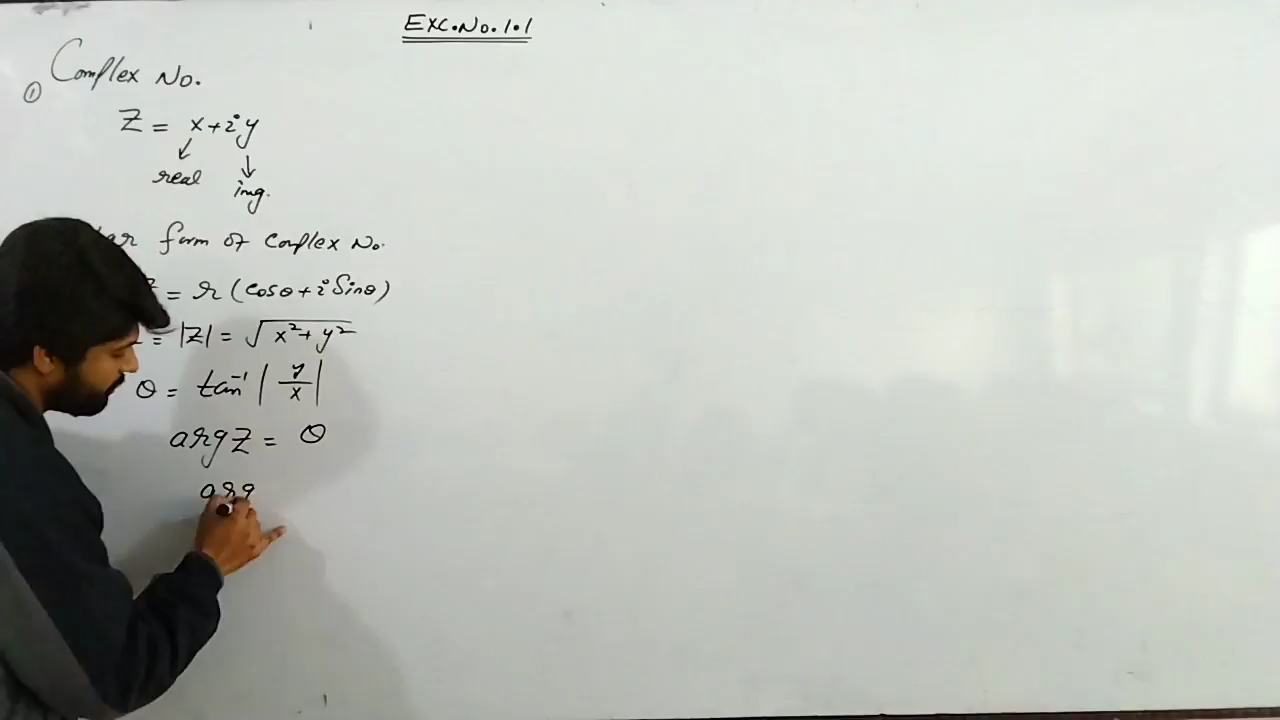 Exc.No.1.1
① Complex No.
Z = x+iy
real img.
form of Complex No.
= r (Cosθ+iSinθ)
= |Z| = √x²+y²
θ = tan⁻¹ |y/x|
argZ = θ
arg